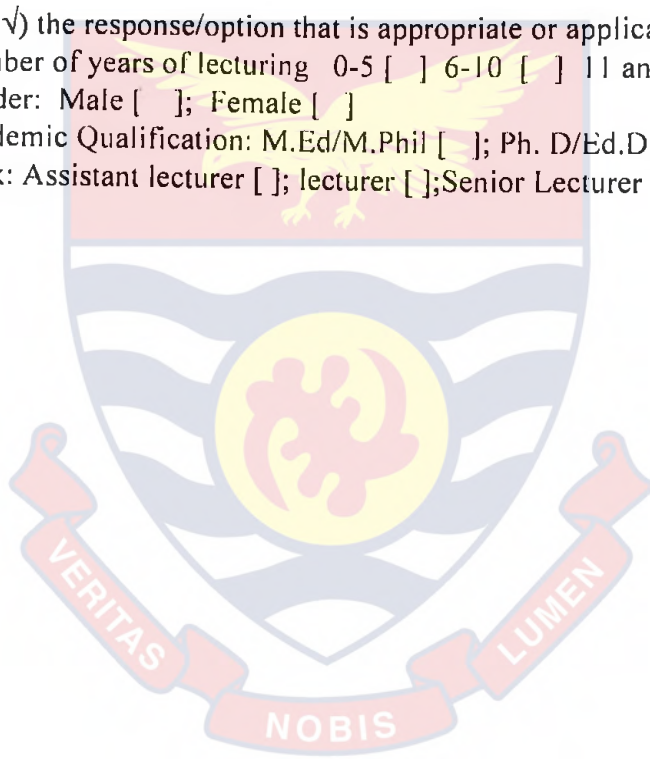 √) the response/option that is appropriate or applica
ber of years of lecturing 0-5 [ ] 6-10 [ ] 11 an
der: Male [ ]; Female [ ]
demic Qualification: M.Ed/M.Phil [ ]; Ph. D/Ed.D
: Assistant lecturer [ ]; lecturer [ ];Senior Lecturer
VERITAS
NOBIS
LUMEN